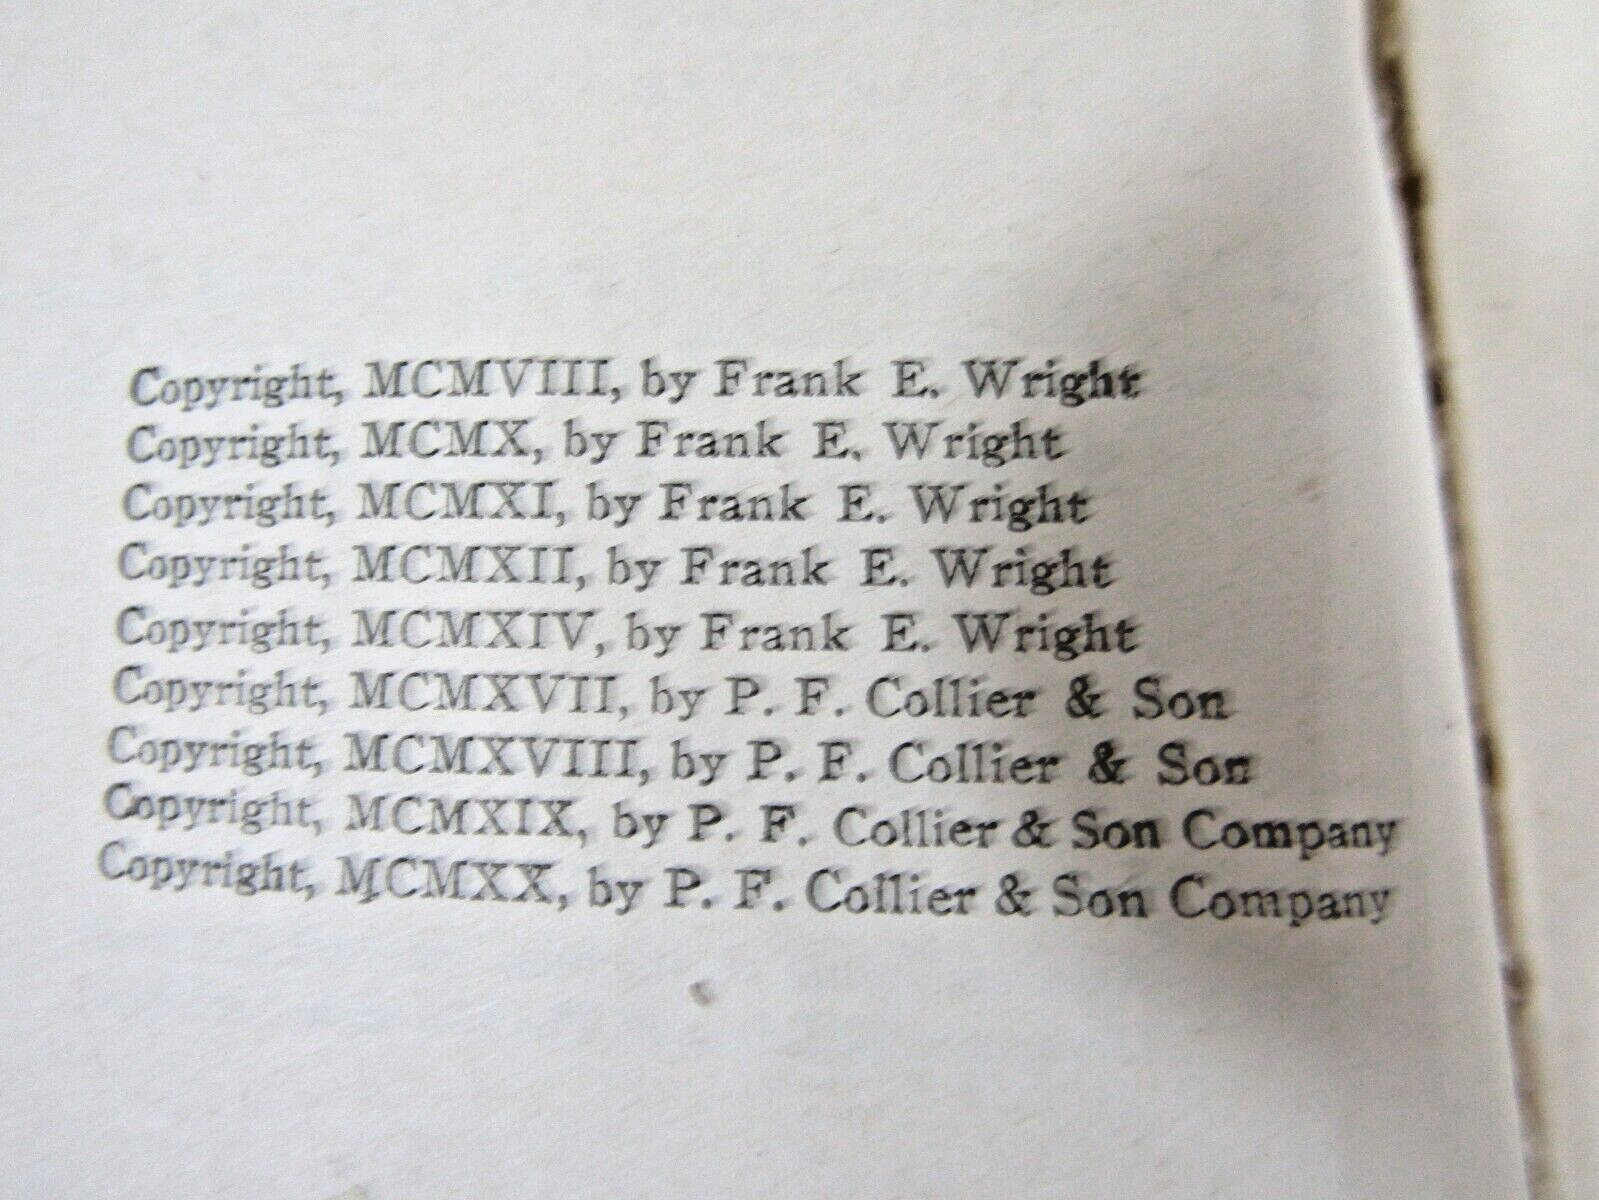 Copyright, MCMVIII, by Frank E. Wright
Copyright, MCMX, by Frank E. Wright
Copyright, MCMXI, by Frank E. Wright
Copyright, MCMXII, by Frank E. Wright
Copyright, MCMXIV, by Frank E. Wright
Copyright, MCMXVII, by P. F. Collier & Son
Copyright, MCMXVIII, by P. F. Collier & Son
Copyright, MCMXIX, by P. F. Collier & Son Company
Copyright, MCMXX, by P. F. Collier & Son Company